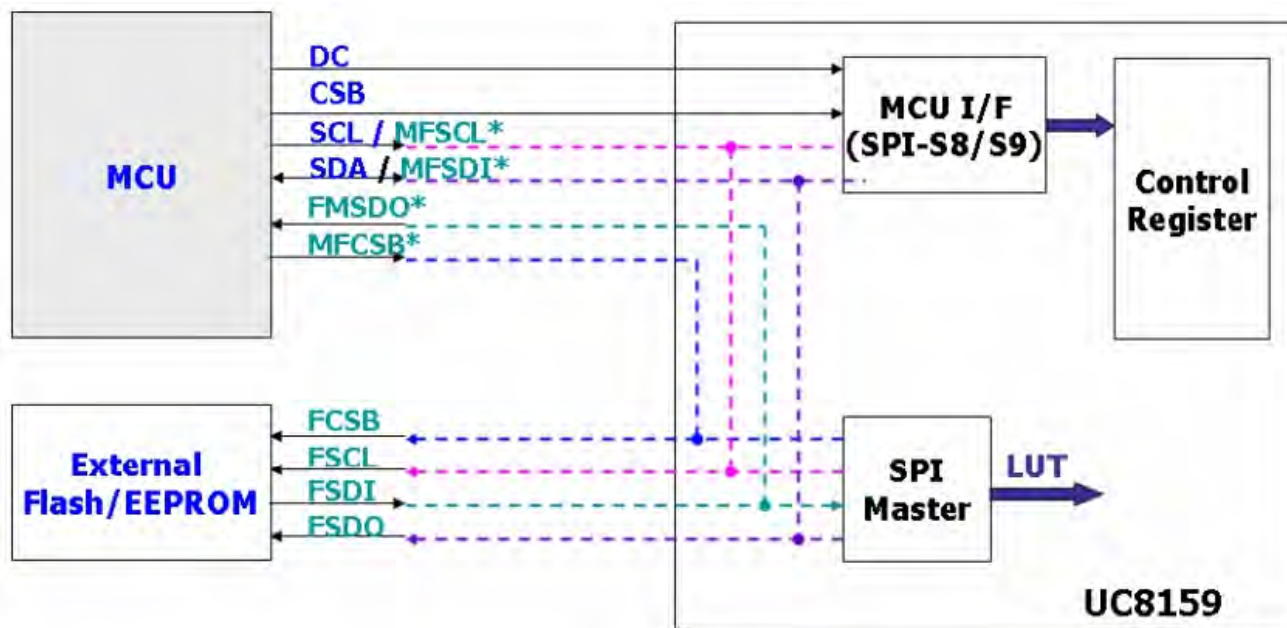 DC
CSB
SCL / MFSCL*
SDA / MFSDI*
FMSDO*
MFCSB*
MCU
MCU I/F
(SPI-S8/S9)
Control
Register
External
Flash/EEPROM
FCSB
FSCL
FSDI
FSDO
SPI
Master
LUT
UC8159